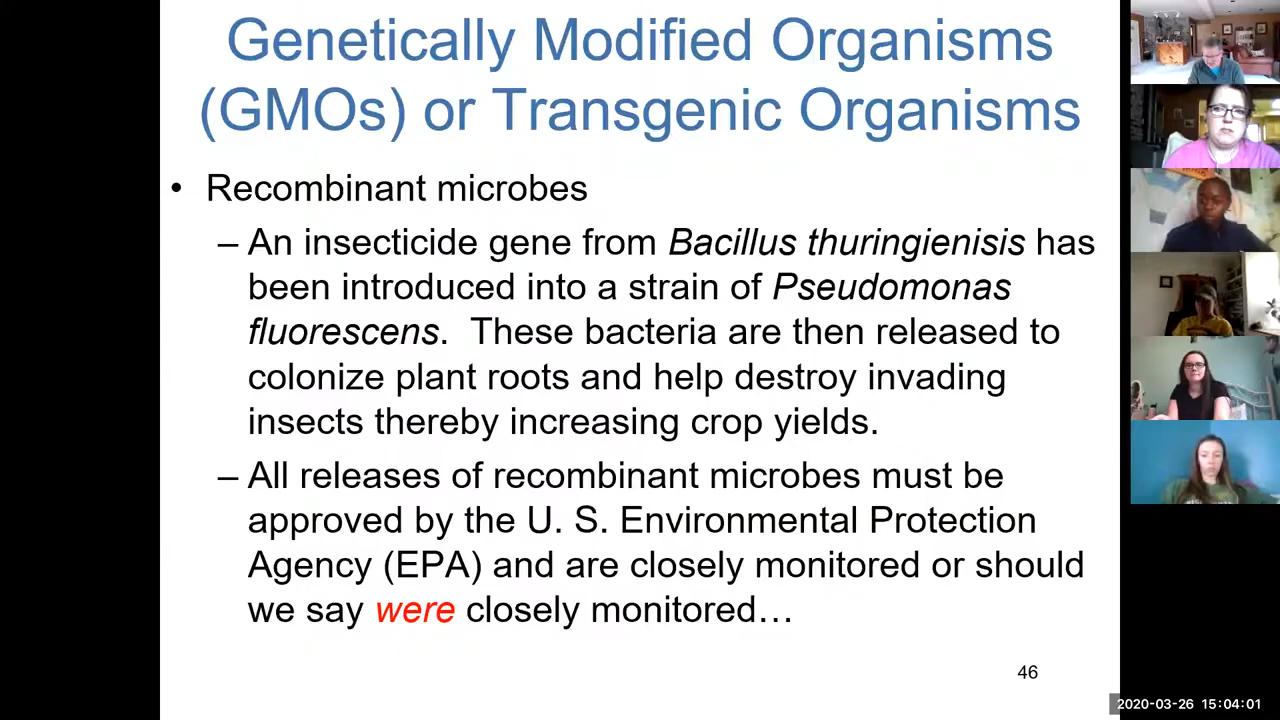 Genetically Modified Organisms
(GMOs) or Transgenic Organisms
• Recombinant microbes
– An insecticide gene from Bacillus thuringienisis has
been introduced into a strain of Pseudomonas
fluorescens. These bacteria are then released to
colonize plant roots and help destroy invading
insects thereby increasing crop yields.
– All releases of recombinant microbes must be
approved by the U. S. Environmental Protection
Agency (EPA) and are closely monitored or should
we say were closely monitored…
46
2020-03-26 15:04:01